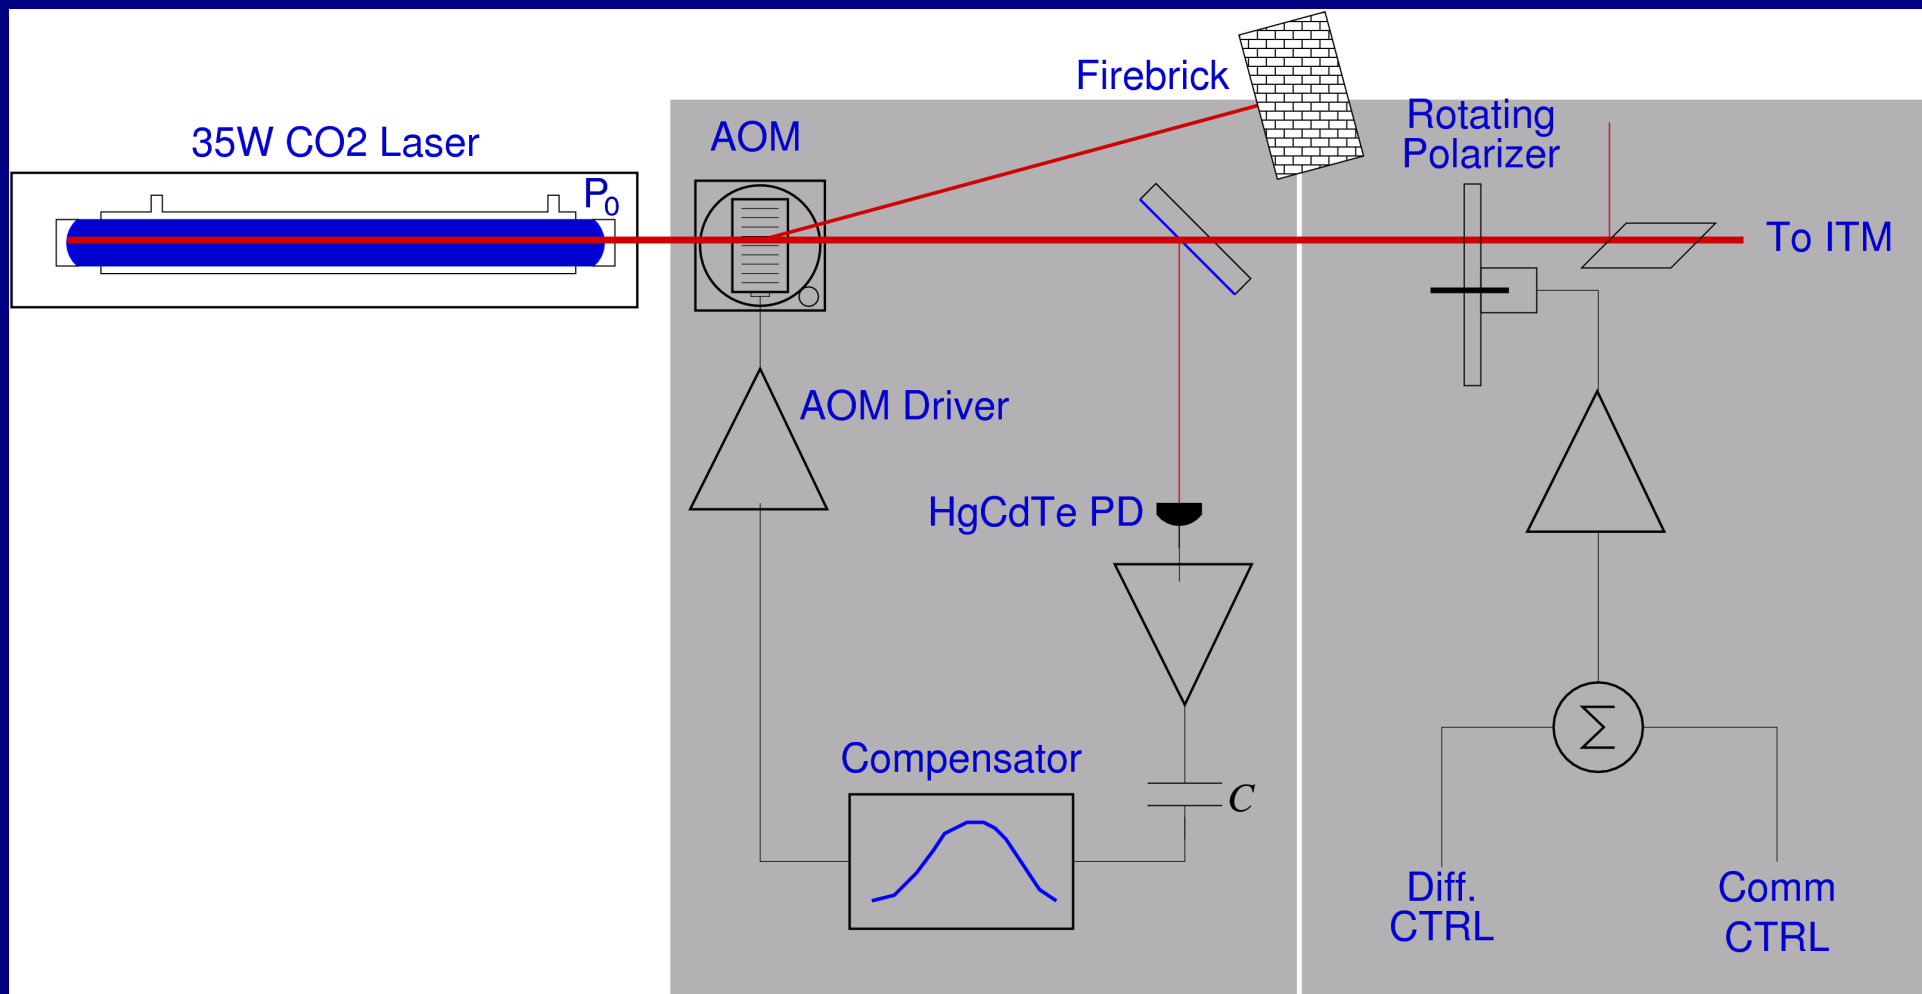 Firebrick
Rotating
Polarizer
35W CO2 Laser
AOM
P0
To ITM
AOM Driver
HgCdTe PD
Σ
Compensator
C
Diff.
CTRL
Comm
CTRL